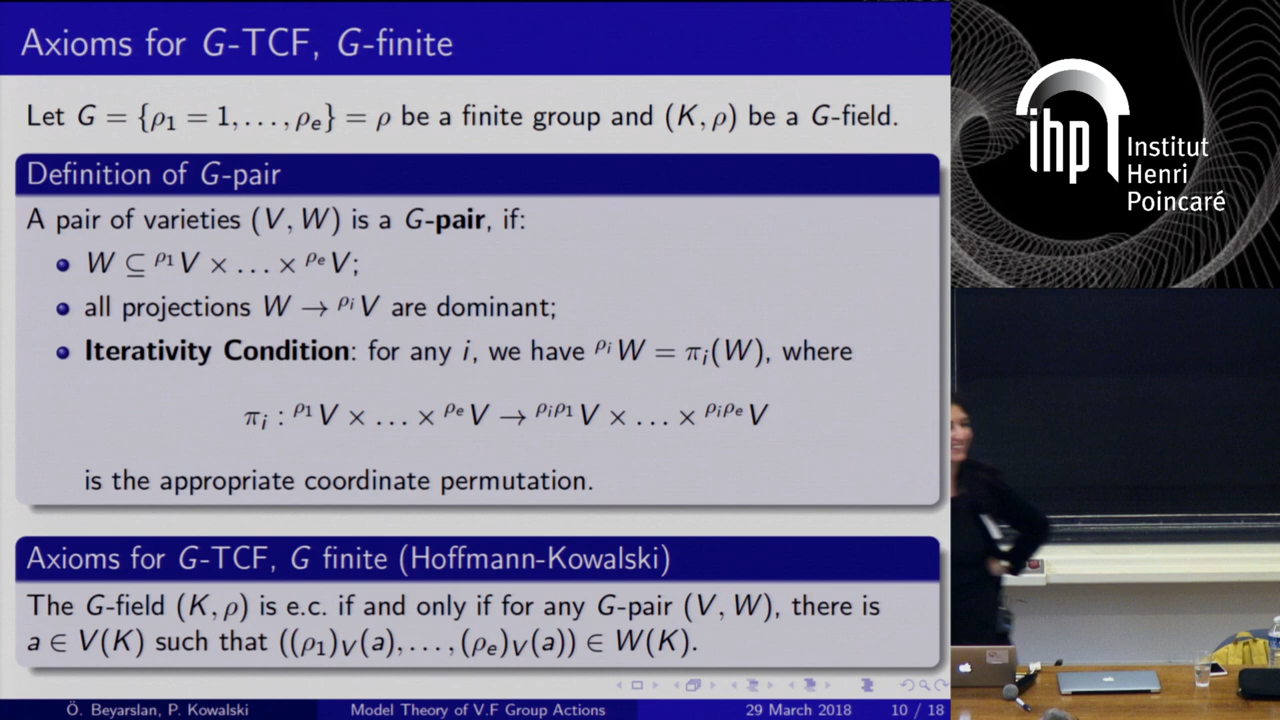 Axioms for G-TCF, G-finite
Let G = {ρ₁ = 1, . . . , ρₑ} = ρ be a finite group and (K, ρ) be a G-field.
Definition of G-pair
A pair of varieties (V, W) is a G-pair, if:
W ⊆ ^ρ₁V × . . . × ^ρₑV;
all projections W → ^ρᵢV are dominant;
Iterativity Condition: for any i, we have ^ρᵢW = πᵢ(W), where
πᵢ : ^ρ₁V × . . . × ^ρₑV → ^ρᵢρ₁V × . . . × ^ρᵢρₑV
is the appropriate coordinate permutation.
Axioms for G-TCF, G finite (Hoffmann-Kowalski)
The G-field (K, ρ) is e.c. if and only if for any G-pair (V, W), there is
a ∈ V(K) such that ((ρ₁)_V(a), . . . , (ρₑ)_V(a)) ∈ W(K).
Ö. Beyarslan, P. Kowalski Model Theory of V.F Group Actions 29 March 2018 10 / 18
ihp
Institut
Henri
Poincaré